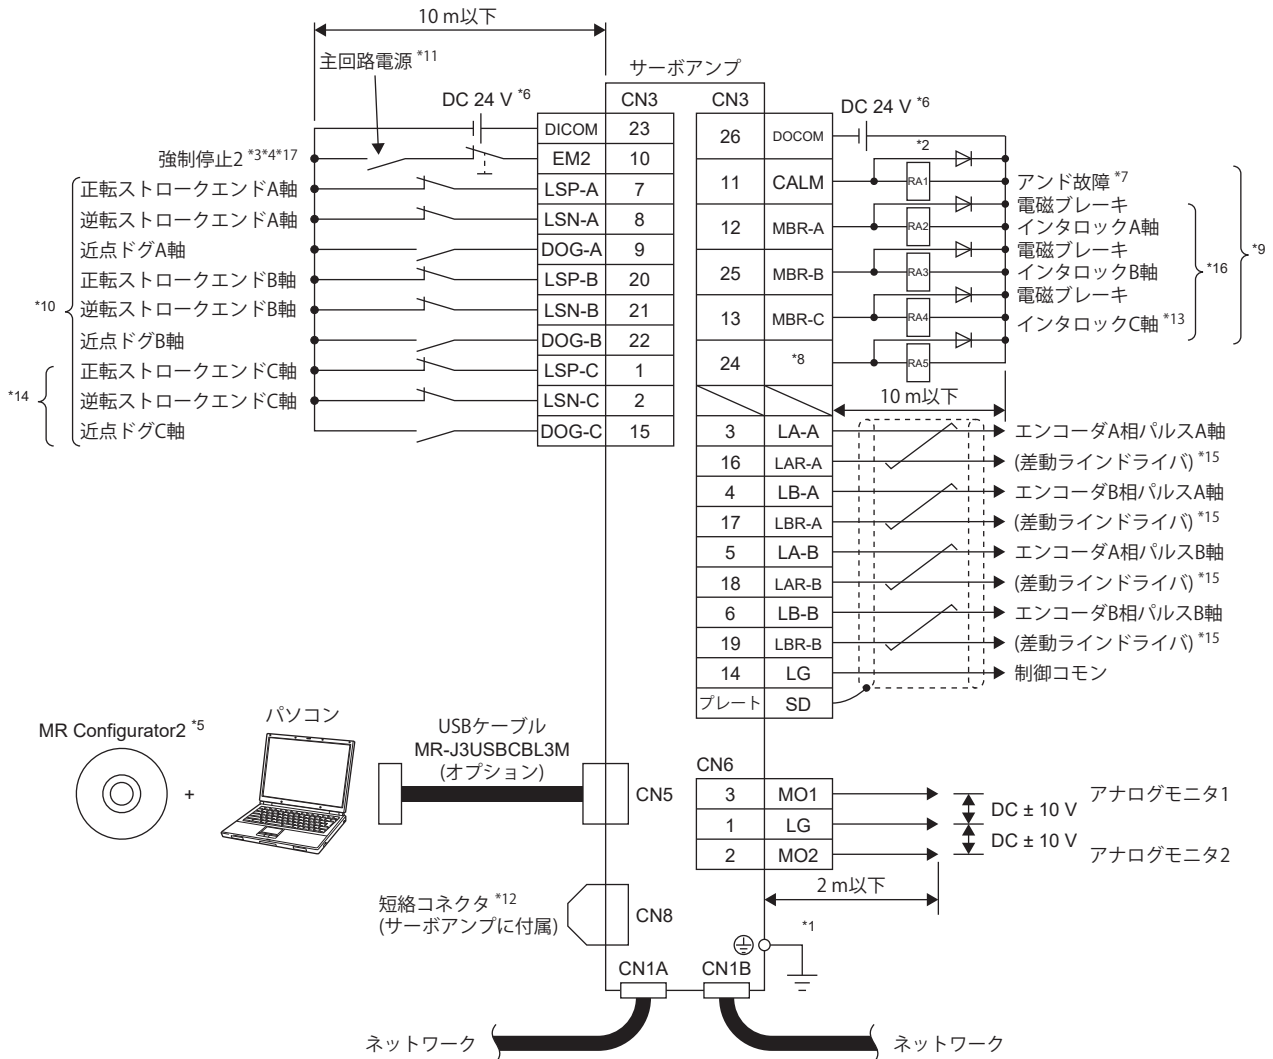 10 m以下
主回路電源 *11
サーボアンプ
DC 24 V *6
CN3
CN3
DC 24 V *6
DICOM 23
強制停止2 *3*4*17 EM2 10
正転ストロークエンドA軸 LSP-A 7
逆転ストロークエンドA軸 LSN-A 8
近点ドグA軸 DOG-A 9
正転ストロークエンドB軸 LSP-B 20
*10
逆転ストロークエンドB軸 LSN-B 21
近点ドグB軸 DOG-B 22
正転ストロークエンドC軸 LSP-C 1
*14
逆転ストロークエンドC軸 LSN-C 2
近点ドグC軸 DOG-C 15
26 DOCOM
*2
11 CALM RA1 アンド故障 *7
電磁ブレーキ
12 MBR-A RA2 インタロックA軸
電磁ブレーキ
25 MBR-B RA3 インタロックB軸
*16
*9
電磁ブレーキ
13 MBR-C RA4 インタロックC軸 *13
24 *8 RA5
10 m以下
3 LA-A エンコーダA相パルスA軸
16 LAR-A (差動ラインドライバ) *15
4 LB-A エンコーダB相パルスA軸
17 LBR-A (差動ラインドライバ) *15
5 LA-B エンコーダA相パルスB軸
18 LAR-B (差動ラインドライバ) *15
6 LB-B エンコーダB相パルスB軸
19 LBR-B (差動ラインドライバ) *15
14 LG 制御コモン
プレート SD
MR Configurator2 *5
+
パソコン
USBケーブル
MR-J3USBCBL3M
(オプション)
CN5
CN6
3 MO1 アナログモニタ1
DC ± 10 V
1 LG
DC ± 10 V
2 MO2 アナログモニタ2
2 m以下
短絡コネクタ *12
(サーボアンプに付属)
CN8
*1
CN1A
CN1B
ネットワーク
ネットワーク